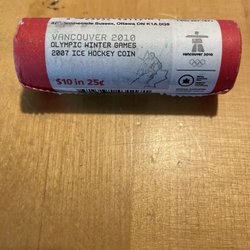 Sussex, Ottawa ON K1A 0G8
VANCOUVER 2010
OLYMPIC WINTER GAMES
2007 ICE HOCKEY COIN
$10 in 25¢
vancouver 2010